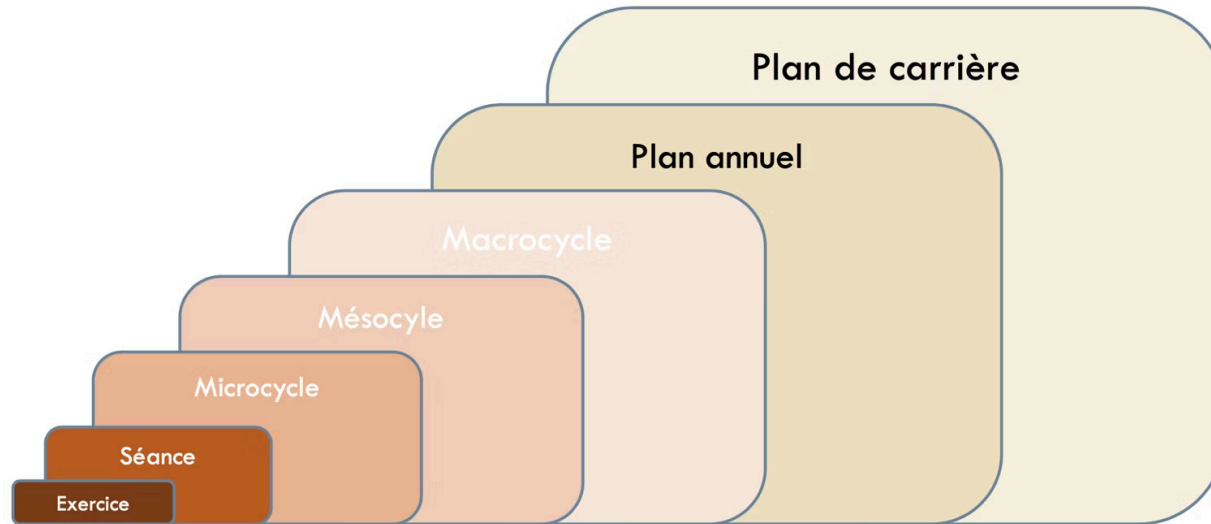 Plan de carrière
Plan annuel
Macrocycle
Mésocyle
Microcycle
Séance
Exercice